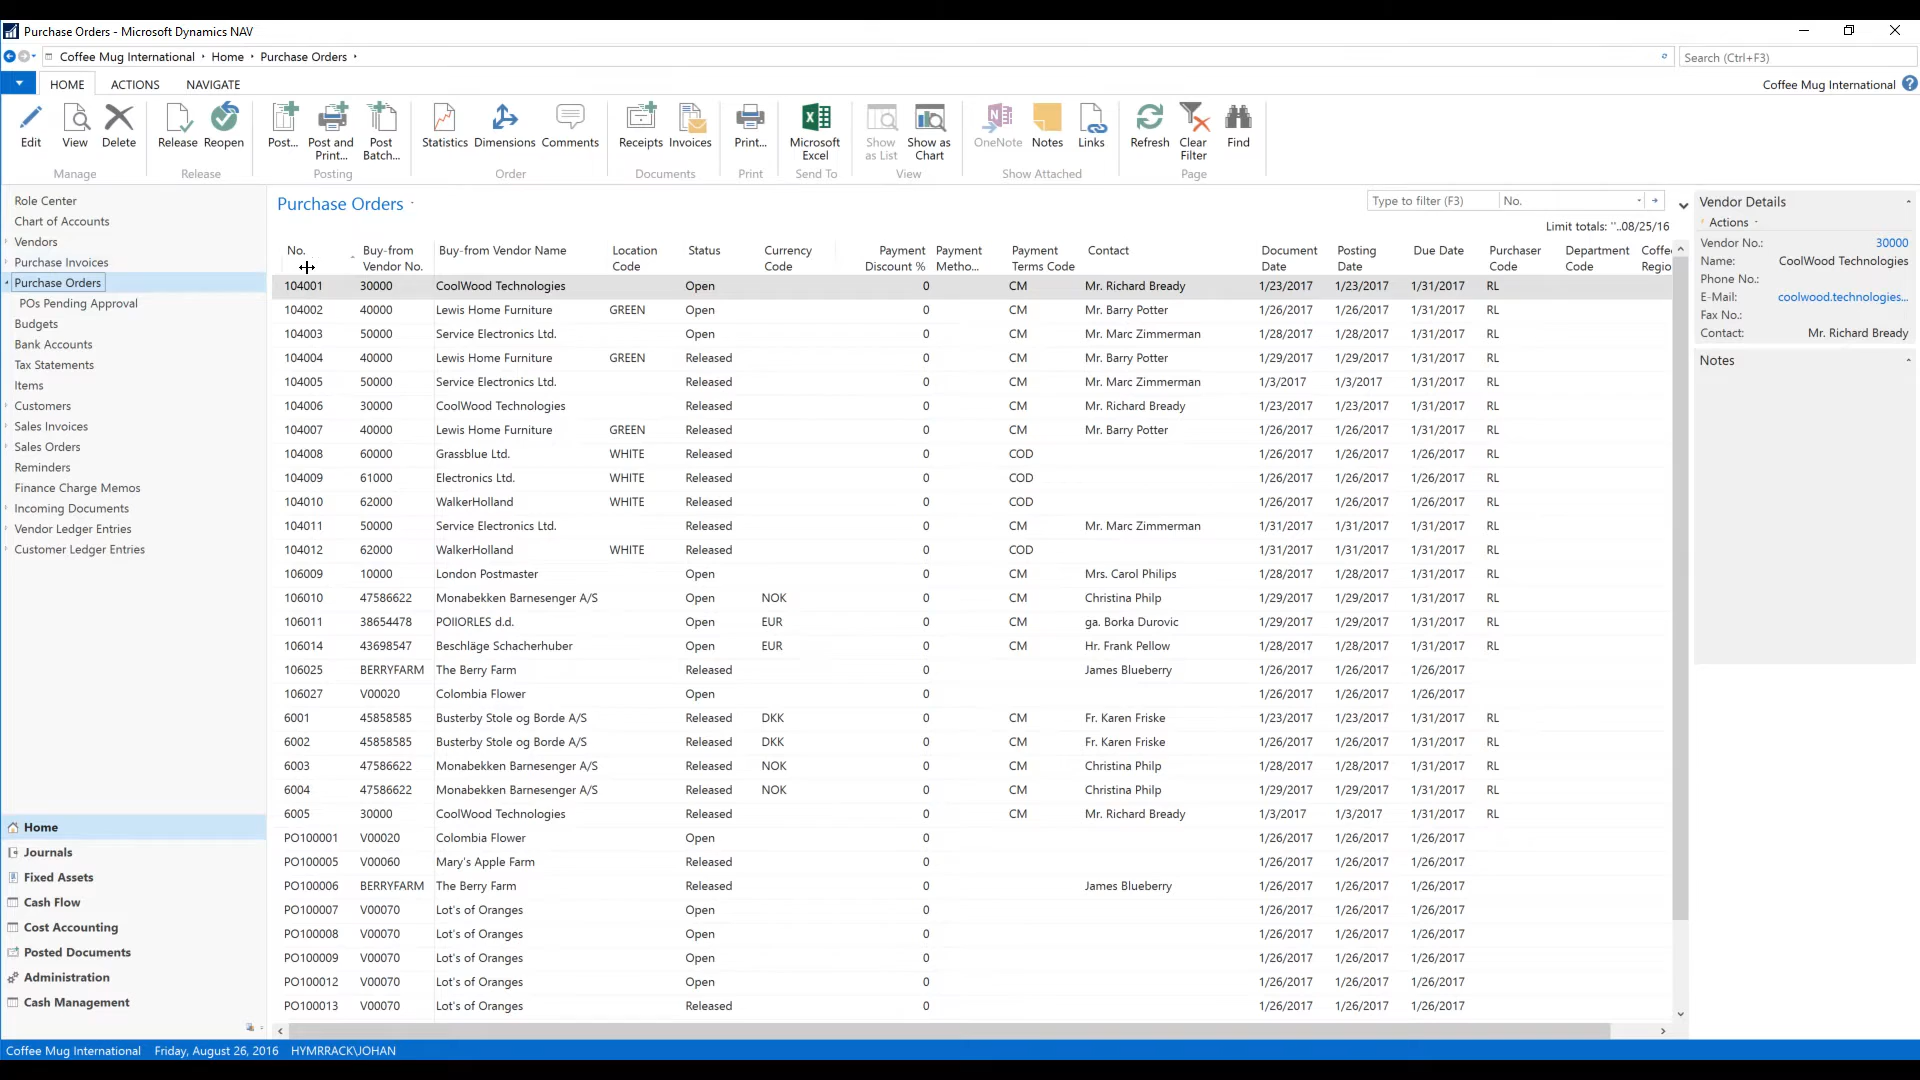 Purchase Orders - Microsoft Dynamics NAV
Coffee Mug International
Home
Purchase Orders
Search (Ctrl+F3)
HOME
ACTIONS
NAVIGATE
Coffee Mug International
Edit
View
Delete
Manage
Release
Reopen
Release
Post...
Post and Print...
Post Batch...
Posting
Statistics
Dimensions
Comments
Order
Receipts
Invoices
Documents
Print...
Print
Microsoft Excel
Send To
Show as List
Show as Chart
View
OneNote
Notes
Links
Show Attached
Refresh
Clear Filter
Find
Page
Role Center
Chart of Accounts
Vendors
Purchase Invoices
Purchase Orders
POs Pending Approval
Budgets
Bank Accounts
Tax Statements
Items
Customers
Sales Invoices
Sales Orders
Reminders
Finance Charge Memos
Incoming Documents
Vendor Ledger Entries
Customer Ledger Entries
Home
Journals
Fixed Assets
Cash Flow
Cost Accounting
Posted Documents
Administration
Cash Management
Purchase Orders
Type to filter (F3)
No.
Limit totals: ''..08/25/16
No. Buy-from Vendor No. Buy-from Vendor Name Location Code Status Currency Code Payment Discount % Payment Metho... Payment Terms Code Contact Document Date Posting Date Due Date Purchaser Code Department Code Coffe Regio
104001 30000 CoolWood Technologies Open 0 CM Mr. Richard Bready 1/23/2017 1/23/2017 1/31/2017 RL
104002 40000 Lewis Home Furniture GREEN Open 0 CM Mr. Barry Potter 1/26/2017 1/26/2017 1/31/2017 RL
104003 50000 Service Electronics Ltd. Open 0 CM Mr. Marc Zimmerman 1/28/2017 1/28/2017 1/31/2017 RL
104004 40000 Lewis Home Furniture GREEN Released 0 CM Mr. Barry Potter 1/29/2017 1/29/2017 1/31/2017 RL
104005 50000 Service Electronics Ltd. Released 0 CM Mr. Marc Zimmerman 1/3/2017 1/3/2017 1/31/2017 RL
104006 30000 CoolWood Technologies Released 0 CM Mr. Richard Bready 1/23/2017 1/23/2017 1/31/2017 RL
104007 40000 Lewis Home Furniture GREEN Released 0 CM Mr. Barry Potter 1/26/2017 1/26/2017 1/31/2017 RL
104008 60000 Grassblue Ltd. WHITE Released 0 COD 1/26/2017 1/26/2017 1/26/2017 RL
104009 61000 Electronics Ltd. WHITE Released 0 COD 1/26/2017 1/26/2017 1/26/2017 RL
104010 62000 WalkerHolland WHITE Released 0 COD 1/26/2017 1/26/2017 1/26/2017 RL
104011 50000 Service Electronics Ltd. Released 0 CM Mr. Marc Zimmerman 1/31/2017 1/31/2017 1/31/2017 RL
104012 62000 WalkerHolland WHITE Released 0 COD 1/31/2017 1/31/2017 1/31/2017 RL
106009 10000 London Postmaster Open 0 CM Mrs. Carol Philips 1/28/2017 1/28/2017 1/31/2017 RL
106010 47586622 Monabekken Barnesenger A/S Open NOK 0 CM Christina Philp 1/29/2017 1/29/2017 1/31/2017 RL
106011 38654478 POIIORLES d.d. Open EUR 0 CM ga. Borka Durovic 1/29/2017 1/29/2017 1/31/2017 RL
106014 43698547 Beschläge Schacherhuber Open EUR 0 CM Hr. Frank Pellow 1/28/2017 1/28/2017 1/31/2017 RL
106025 BERRYFARM The Berry Farm Released 0 James Blueberry 1/26/2017 1/26/2017 1/26/2017
106027 V00020 Colombia Flower Open 0 1/26/2017 1/26/2017 1/26/2017
6001 45858585 Busterby Stole og Borde A/S Released DKK 0 CM Fr. Karen Friske 1/23/2017 1/23/2017 1/31/2017 RL
6002 45858585 Busterby Stole og Borde A/S Released DKK 0 CM Fr. Karen Friske 1/26/2017 1/26/2017 1/31/2017 RL
6003 47586622 Monabekken Barnesenger A/S Released NOK 0 CM Christina Philp 1/28/2017 1/28/2017 1/31/2017 RL
6004 47586622 Monabekken Barnesenger A/S Released NOK 0 CM Christina Philp 1/29/2017 1/29/2017 1/31/2017 RL
6005 30000 CoolWood Technologies Released 0 CM Mr. Richard Bready 1/3/2017 1/3/2017 1/31/2017 RL
PO100001 V00020 Colombia Flower Open 0 1/26/2017 1/26/2017 1/26/2017
PO100005 V00060 Mary's Apple Farm Released 0 1/26/2017 1/26/2017 1/26/2017
PO100006 BERRYFARM The Berry Farm Released 0 James Blueberry 1/26/2017 1/26/2017 1/26/2017
PO100007 V00070 Lot's of Oranges Open 0 1/26/2017 1/26/2017 1/26/2017
PO100008 V00070 Lot's of Oranges Open 0 1/26/2017 1/26/2017 1/26/2017
PO100009 V00070 Lot's of Oranges Open 0 1/26/2017 1/26/2017 1/26/2017
PO100012 V00070 Lot's of Oranges Open 0 1/26/2017 1/26/2017 1/26/2017
PO100013 V00070 Lot's of Oranges Released 0 1/26/2017 1/26/2017 1/26/2017
Vendor Details
Actions
Vendor No.: 30000
Name: CoolWood Technologies
Phone No.:
E-Mail: coolwood.technologies...
Fax No.:
Contact: Mr. Richard Bready
Notes
Coffee Mug International Friday, August 26, 2016 HYMRRACK\JOHAN